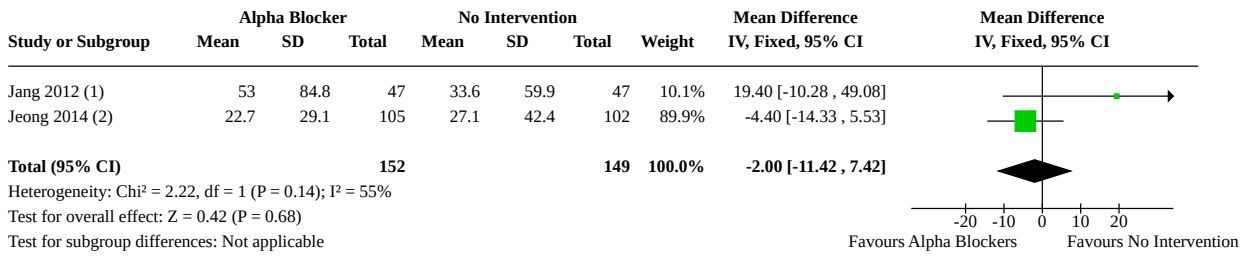 Alpha Blocker No Intervention Mean Difference Mean Difference
Study or Subgroup Mean SD Total Mean SD Total Weight IV, Fixed, 95% CI IV, Fixed, 95% CI
Jang 2012 (1) 53 84.8 47 33.6 59.9 47 10.1% 19.40 [-10.28 , 49.08]
Jeong 2014 (2) 22.7 29.1 105 27.1 42.4 102 89.9% -4.40 [-14.33 , 5.53]
Total (95% CI) 152 149 100.0% -2.00 [-11.42 , 7.42]
Heterogeneity: Chi² = 2.22, df = 1 (P = 0.14); I² = 55%
Test for overall effect: Z = 0.42 (P = 0.68) -20 -10 0 10 20
Test for subgroup differences: Not applicable Favours Alpha Blockers Favours No Intervention